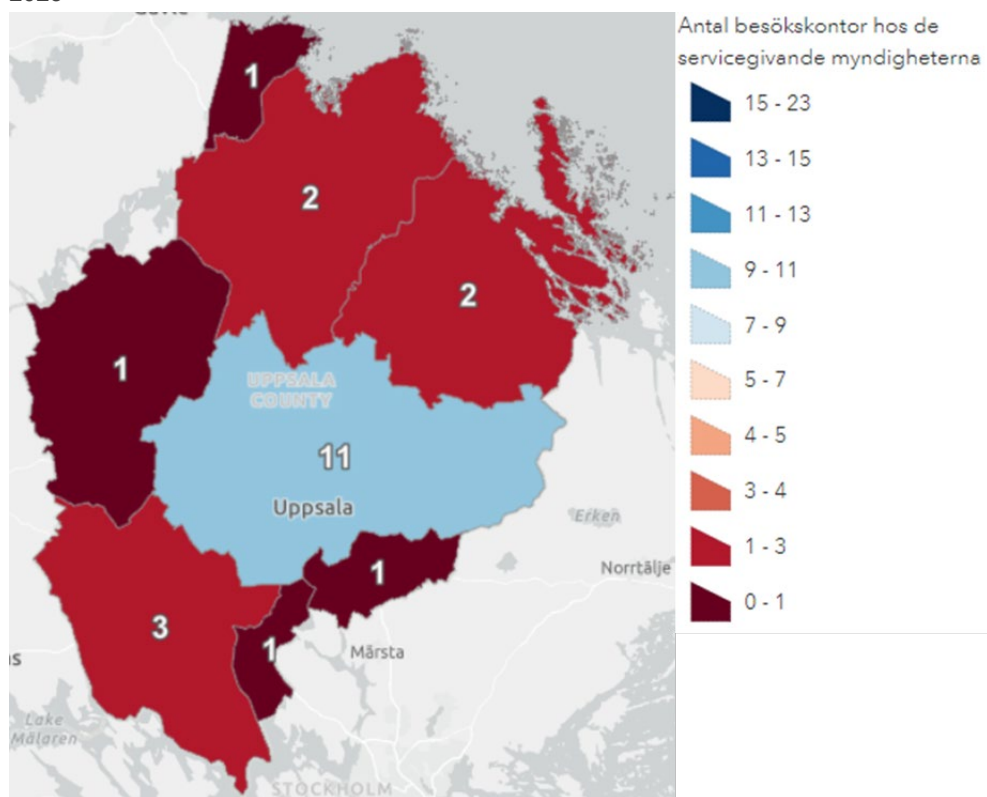 Antal besökskontor hos de
servicegivande myndigheterna
15 - 23
13 - 15
11 - 13
9 - 11
7 - 9
5 - 7
4 - 5
3 - 4
1 - 3
0 - 1
1
2
2
1
UPPSALA
COUNTY
11
Uppsala
Erken
1
Norrtälje
3
1
Märsta
Lake
Mälaren
STOCKHOLM